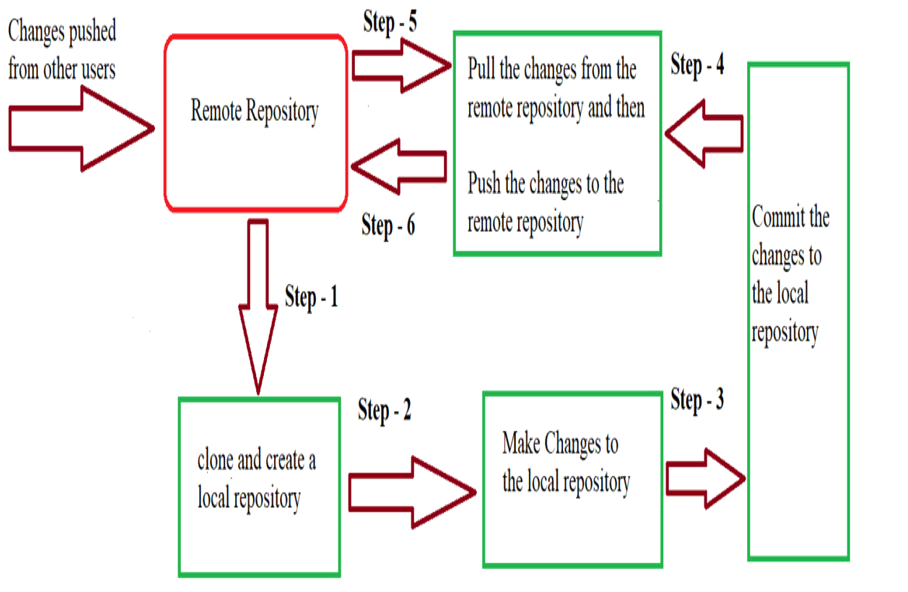 Changes pushed
from other users
Remote Repository
Step - 5
Pull the changes from the
remote repository and then
Push the changes to the
remote repository
Step - 4
Step - 6
Commit the
changes to
the local
repository
Step - 1
clone and create a
local repository
Step - 2
Make Changes to
the local repository
Step - 3